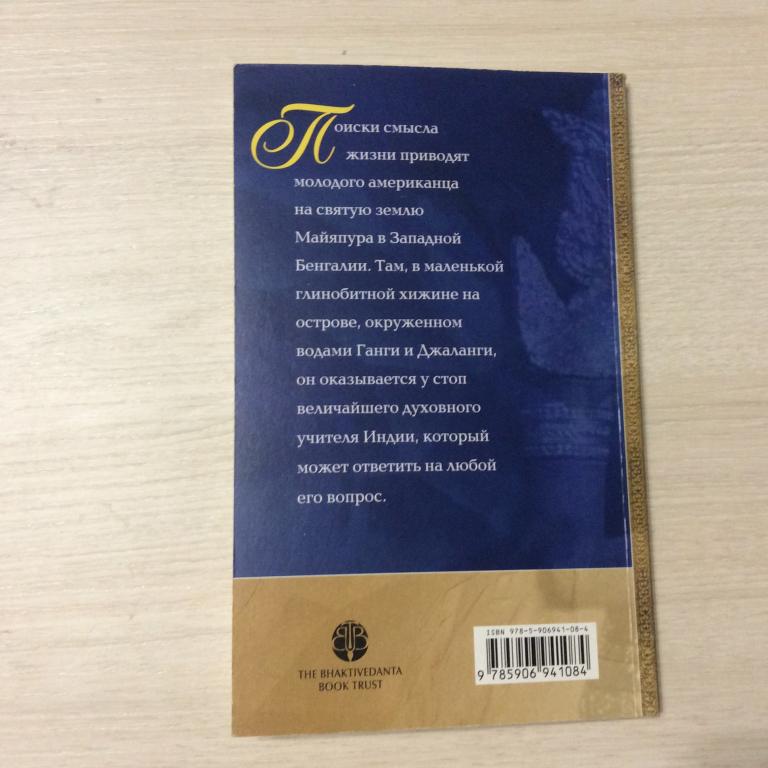 Поиски смысла
жизни приводят
молодого американца
на святую землю
Майяпура в Западной
Бенгалии. Там, в маленькой
глинобитной хижине на
острове, окруженном
водами Ганги и Джаланги,
он оказывается у стоп
величайшего духовного
учителя Индии, который
может ответить на любой
его вопрос.
BTB
THE BHAKTIVEDANTA
BOOK TRUST
ISBN 978-5-906941-08-4
9 785906 941084